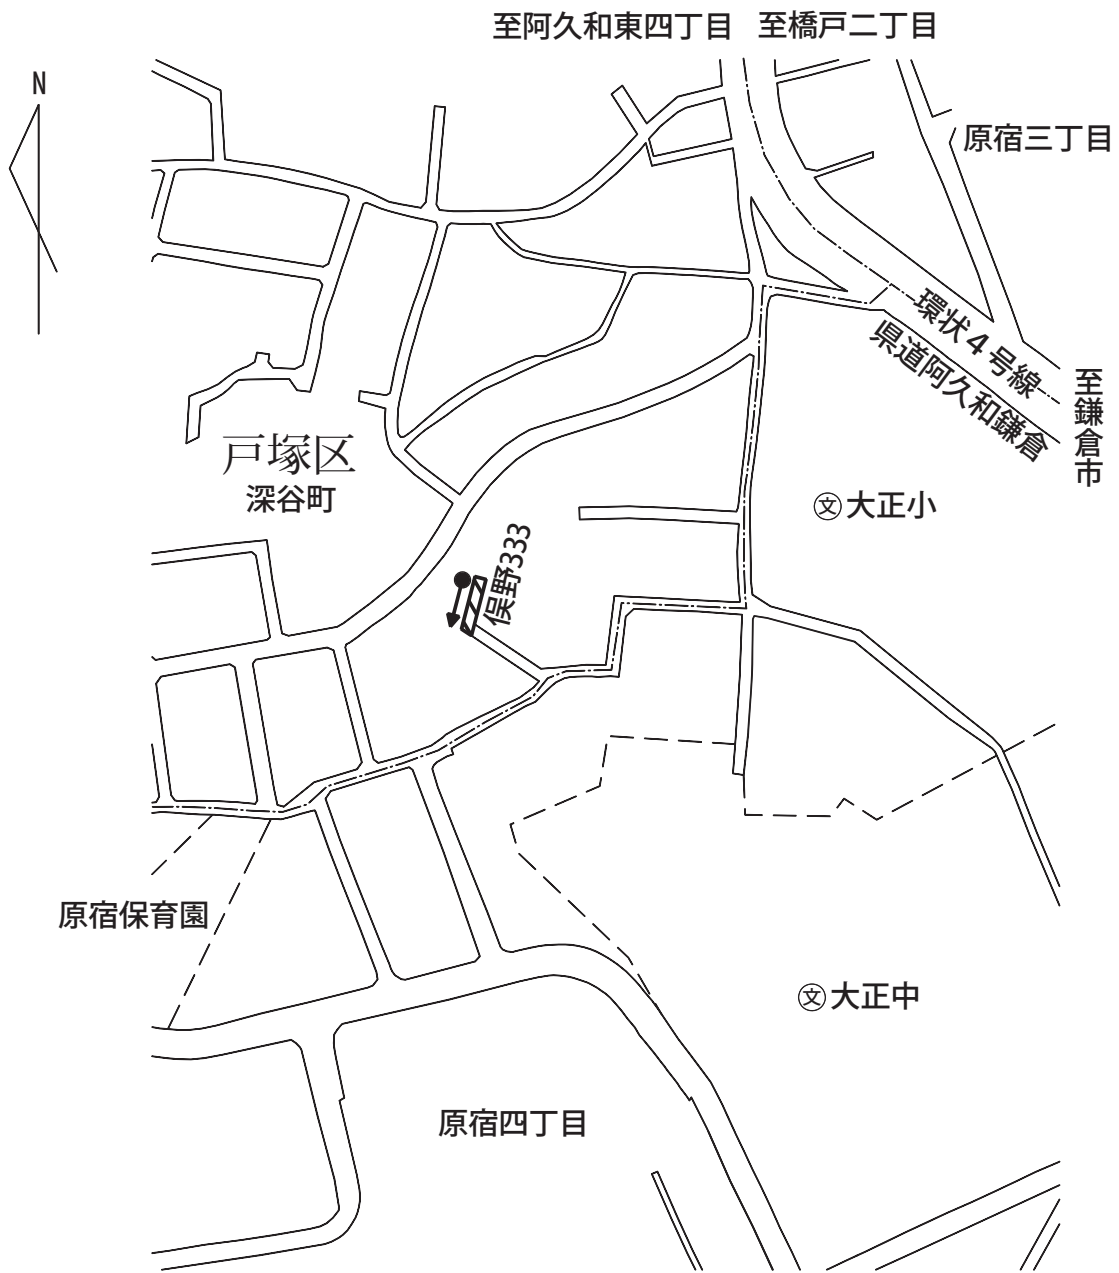 至阿久和東四丁目 至橋戸二丁目
N
原宿三丁目
環状4号線
県道阿久和鎌倉
至鎌倉市
戸塚区
深谷町
文大正小
俣野333
原宿保育園
文大正中
原宿四丁目